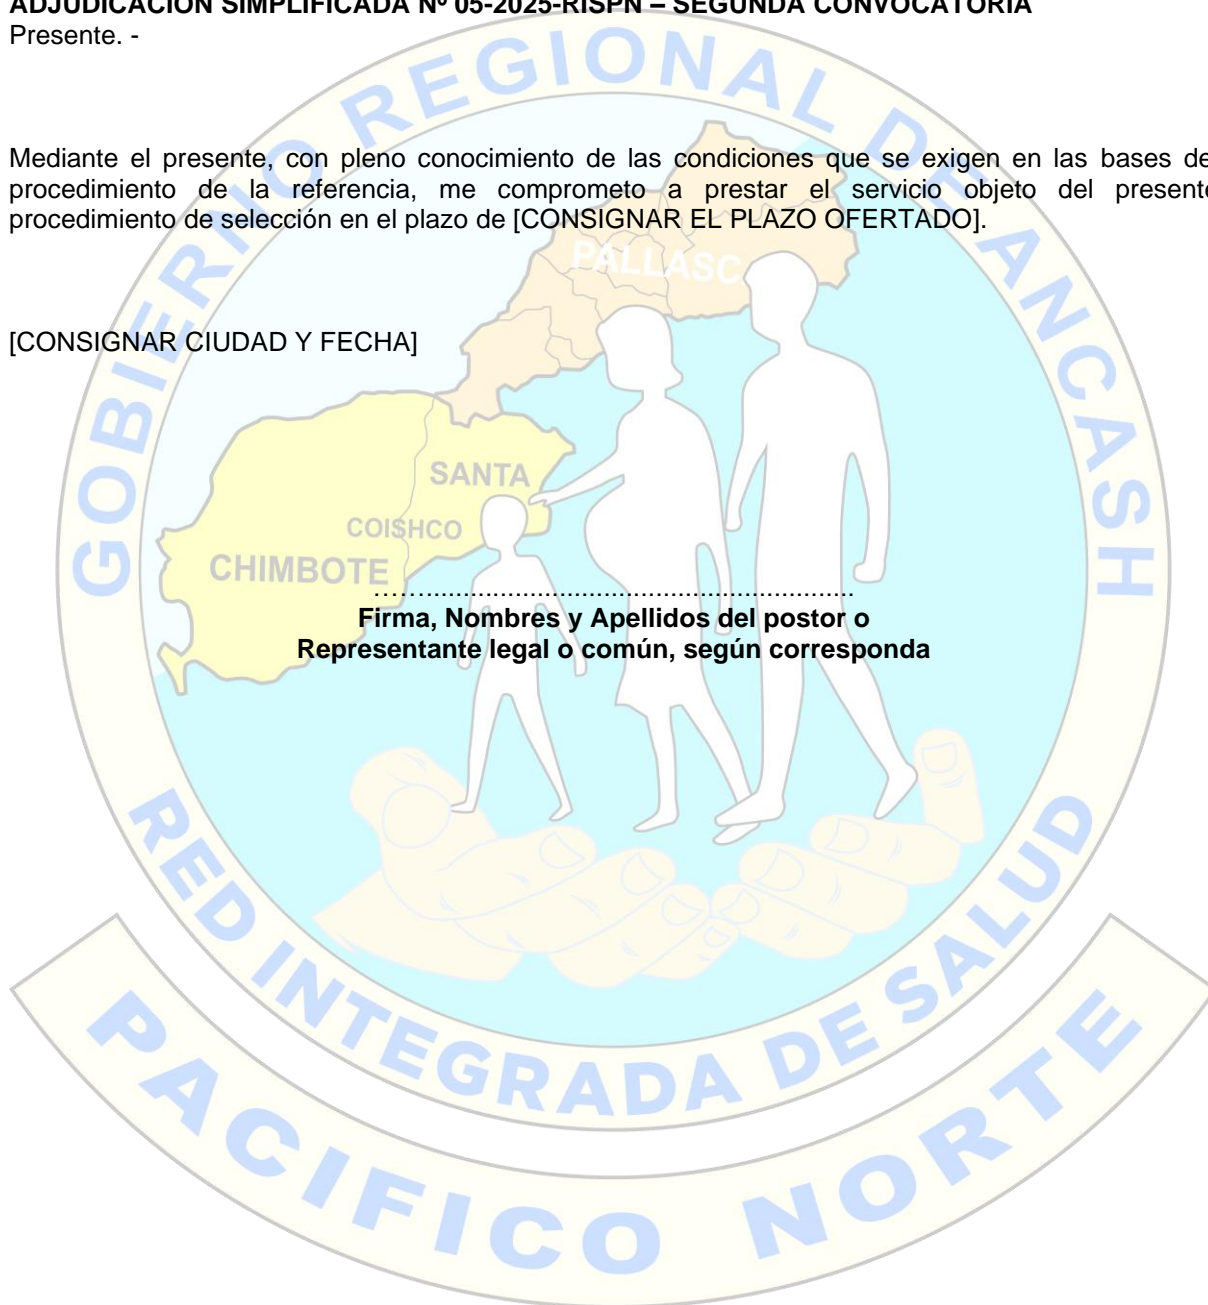 ADJUDICACIÓN SIMPLIFICADA Nº 05-2025-RISPN – SEGUNDA CONVOCATORIA
Presente. -
Mediante el presente, con pleno conocimiento de las condiciones que se exigen en las bases de
procedimiento de la referencia, me comprometo a prestar el servicio objeto del presente
procedimiento de selección en el plazo de [CONSIGNAR EL PLAZO OFERTADO].
[CONSIGNAR CIUDAD Y FECHA]
……..........................................................
Firma, Nombres y Apellidos del postor o
Representante legal o común, según corresponda
GOBIERNO REGIONAL DE ANCASH
PALLASC
SANTA
COISHCO
CHIMBOTE
RED INTEGRADA DE SALUD
PACIFICO NORTE